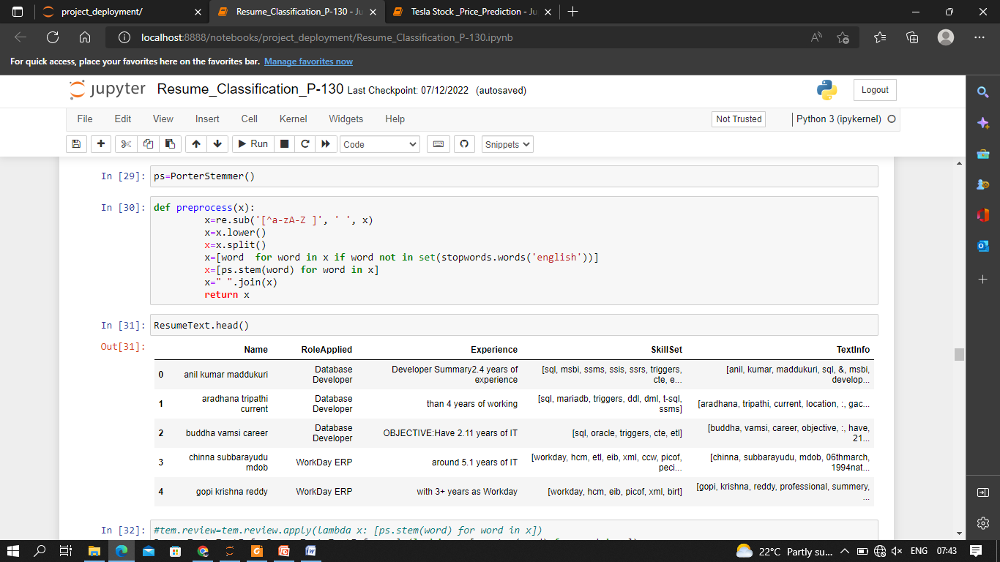 project_deployment/
Resume_Classification_P-130 - Ju
Tesla Stock _Price_Prediction - Ju
localhost:8888/notebooks/project_deployment/Resume_Classification_P-130.ipynb
For quick access, place your favorites here on the favorites bar. Manage favorites now
jupyter Resume_Classification_P-130 Last Checkpoint: 07/12/2022 (autosaved)
Logout
File Edit View Insert Cell Kernel Widgets Help
Not Trusted
Python 3 (ipykernel)
Run
Code
Snippets
In [29]: ps=PorterStemmer()
In [30]: def preprocess(x):
x=re.sub('[^a-zA-Z ]', ' ', x)
x=x.lower()
x=x.split()
x=[word  for word in x if word not in set(stopwords.words('english'))]
x=[ps.stem(word) for word in x]
x=" ".join(x)
return x
In [31]: ResumeText.head()
Out[31]:
Name RoleApplied Experience SkillSet TextInfo
0 anil kumar maddukuri Database Developer Developer Summary2.4 years of experience [sql, msbi, ssms, ssis, ssrs, triggers, cte, e... [anil, kumar, maddukuri, sql, &, msbi, develop...
1 aradhana tripathi current Database Developer than 4 years of working [sql, mariadb, triggers, ddl, dml, t-sql, ssms] [aradhana, tripathi, current, location, :, gac...
2 buddha vamsi career Database Developer OBJECTIVE:Have 2.11 years of IT [sql, oracle, triggers, cte, etl] [buddha, vamsi, career, objective, :, have, 21...
3 chinna subbarayudu mdob WorkDay ERP around 5.1 years of IT [workday, hcm, etl, eib, xml, ccw, picof, peci... [chinna, subbarayudu, mdob, 06thmarch, 1994nat...
4 gopi krishna reddy WorkDay ERP with 3+ years as Workday [workday, hcm, eib, picof, xml, birt] [gopi, krishna, reddy, professional, summery, ...
In [32]: #tem.review=tem.review.apply(lambda x: [ps.stem(word) for word in x])
22°C Partly su...
ENG 07:43